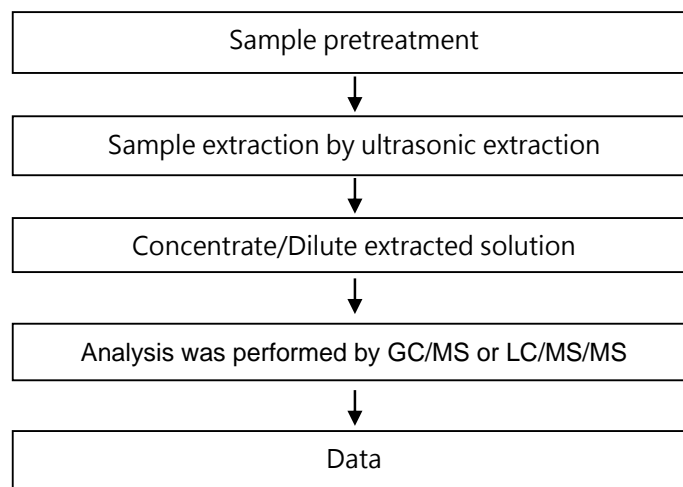 Sample pretreatment
Sample extraction by ultrasonic extraction
Concentrate/Dilute extracted solution
Analysis was performed by GC/MS or LC/MS/MS
Data